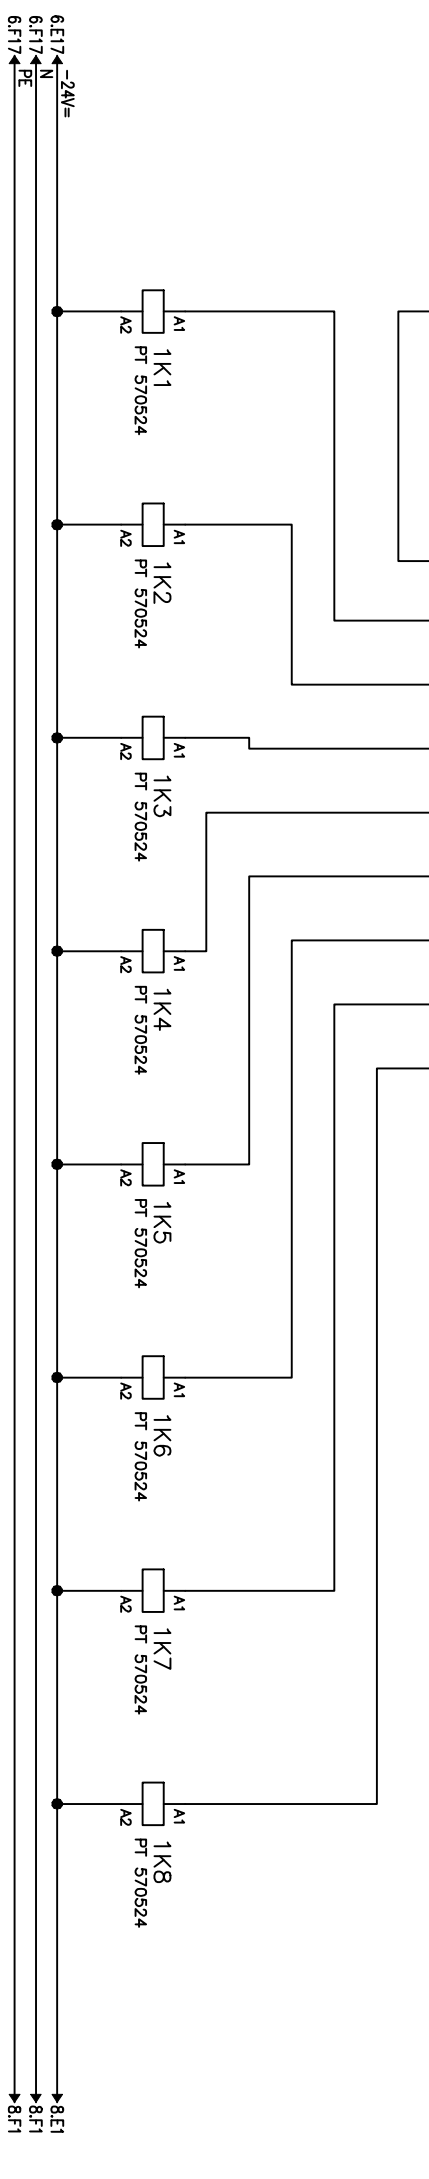 6.E17
-24V=
6.F17
N
6.F17
PE
A1
A2
1K1
PT 570524
A1
A2
1K2
PT 570524
A1
A2
1K3
PT 570524
A1
A2
1K4
PT 570524
A1
A2
1K5
PT 570524
A1
A2
1K6
PT 570524
A1
A2
1K7
PT 570524
A1
A2
1K8
PT 570524
8.E1
8.F1
8.F1